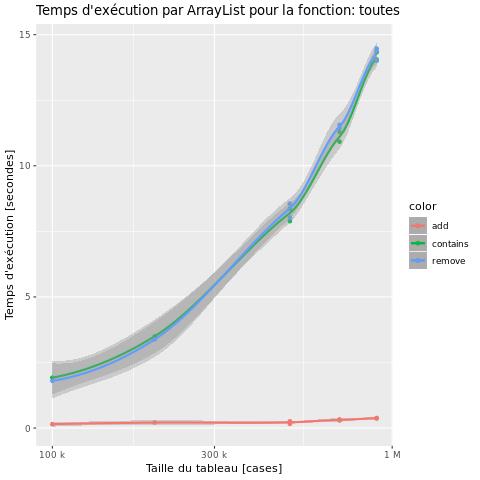 Temps d'exécution par ArrayList pour la fonction: toutes
15
10
5
0
Temps d'exécution [secondes]
100 k
300 k
1 M
Taille du tableau [cases]
color
add
contains
remove